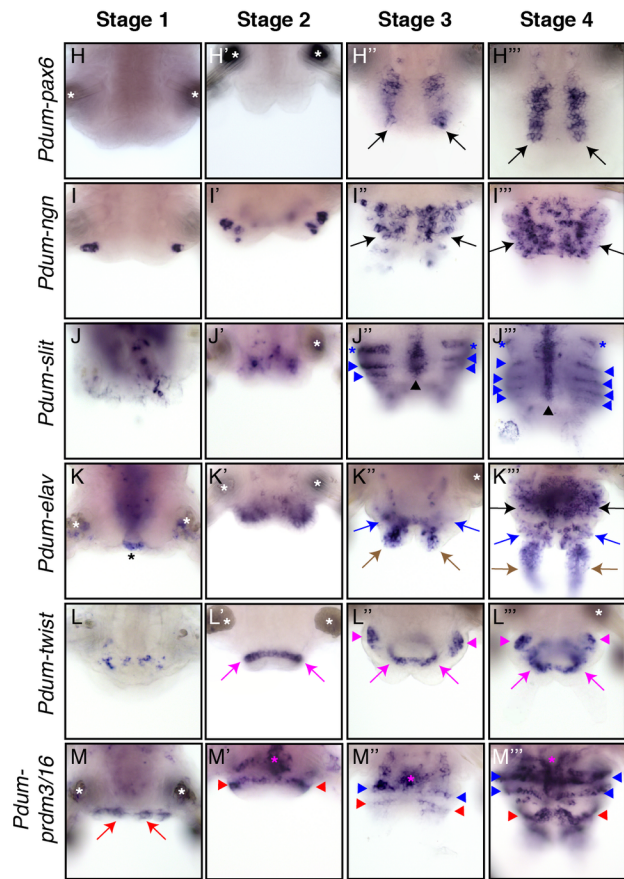 Stage 1 Stage 2 Stage 3 Stage 4
Pdum-pax6
H H' H'' H'''
Pdum-ngn
I I' I'' I'''
Pdum-slit
J J' J'' J'''
Pdum-elav
K K' K'' K'''
Pdum-twist
L L' L'' L'''
Pdum-
prdm3/16
M M' M'' M'''